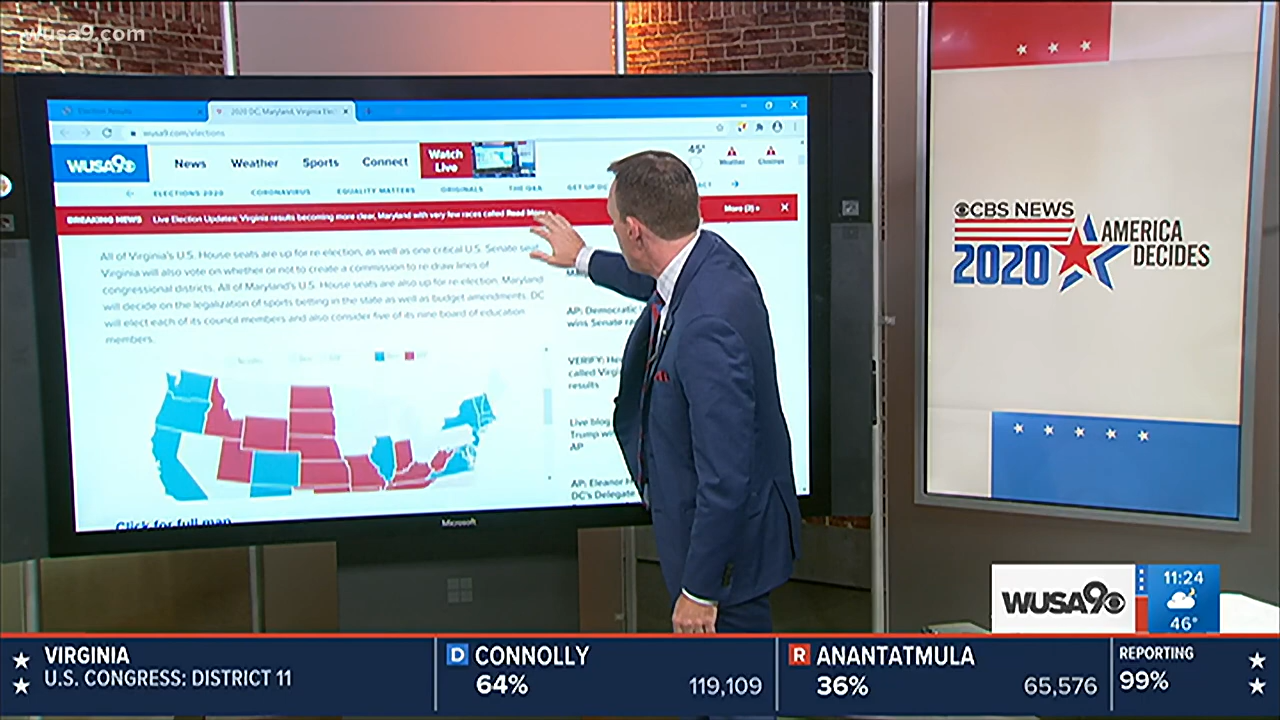 wusa9.com
2020 DC, Maryland, Virginia Elec
wusa9.com/elections
WUSA9
News
Weather
Sports
Connect
Watch Live
45°
Weather
ELECTIONS 2020
CORONAVIRUS
EQUALITY MATTERS
ORIGINALS
THE Q&A
GET UP DC
BREAKING NEWS Live Election Updates: Virginia results becoming more clear, Maryland with very few races called Read More »
More (3) »
All of Virginia's U.S. House seats are up for re election, as well as one critical U.S. Senate seat.
Virginia will also vote on whether or not to create a commission to re draw lines of
congressional districts. All of Maryland's U.S. House seats are also up for re election. Maryland
will decide on the legalization of sports betting in the state as well as budget amendments. DC
will elect each of its council members and also consider five of its nine board of education
members.
AP: Democratic
wins Senate ra
VERIFY: He
called Virgi
results
Live blog
Trump wi
AP
AP: Eleanor H
DC's Delegate
Click for full map
Microsoft
CBS NEWS
2020
AMERICA
DECIDES
WUSA9
11:24
46°
VIRGINIA
U.S. CONGRESS: DISTRICT 11
D CONNOLLY
64% 119,109
R ANANTATMULA
36% 65,576
REPORTING
99%